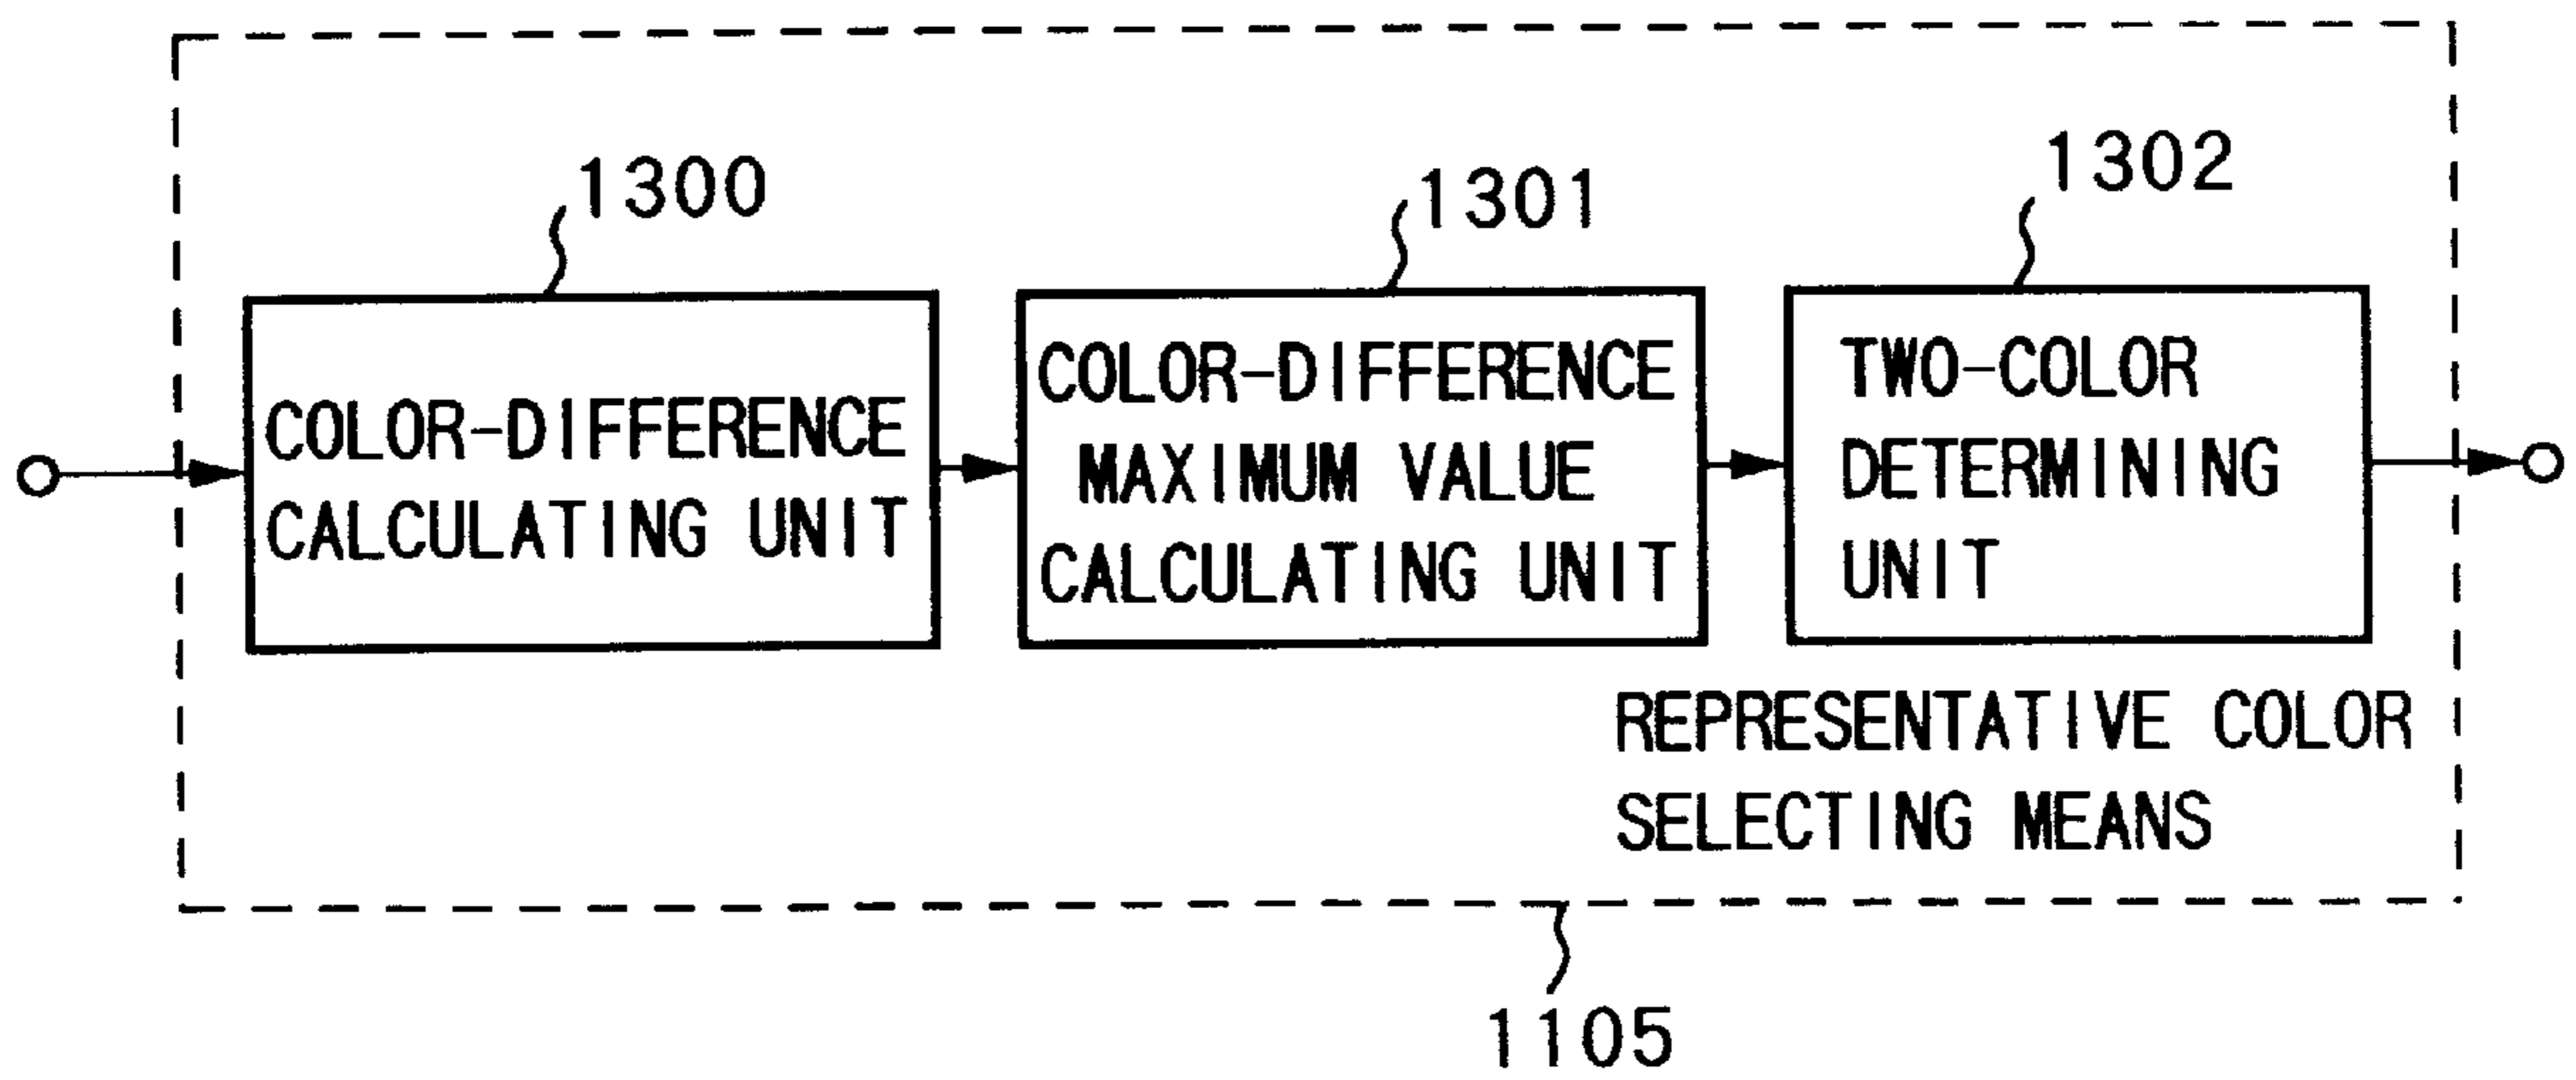 1300
1301
1302
COLOR-DIFFERENCE
CALCULATING UNIT
COLOR-DIFFERENCE
MAXIMUM VALUE
CALCULATING UNIT
TWO-COLOR
DETERMINING
UNIT
REPRESENTATIVE COLOR
SELECTING MEANS
1105